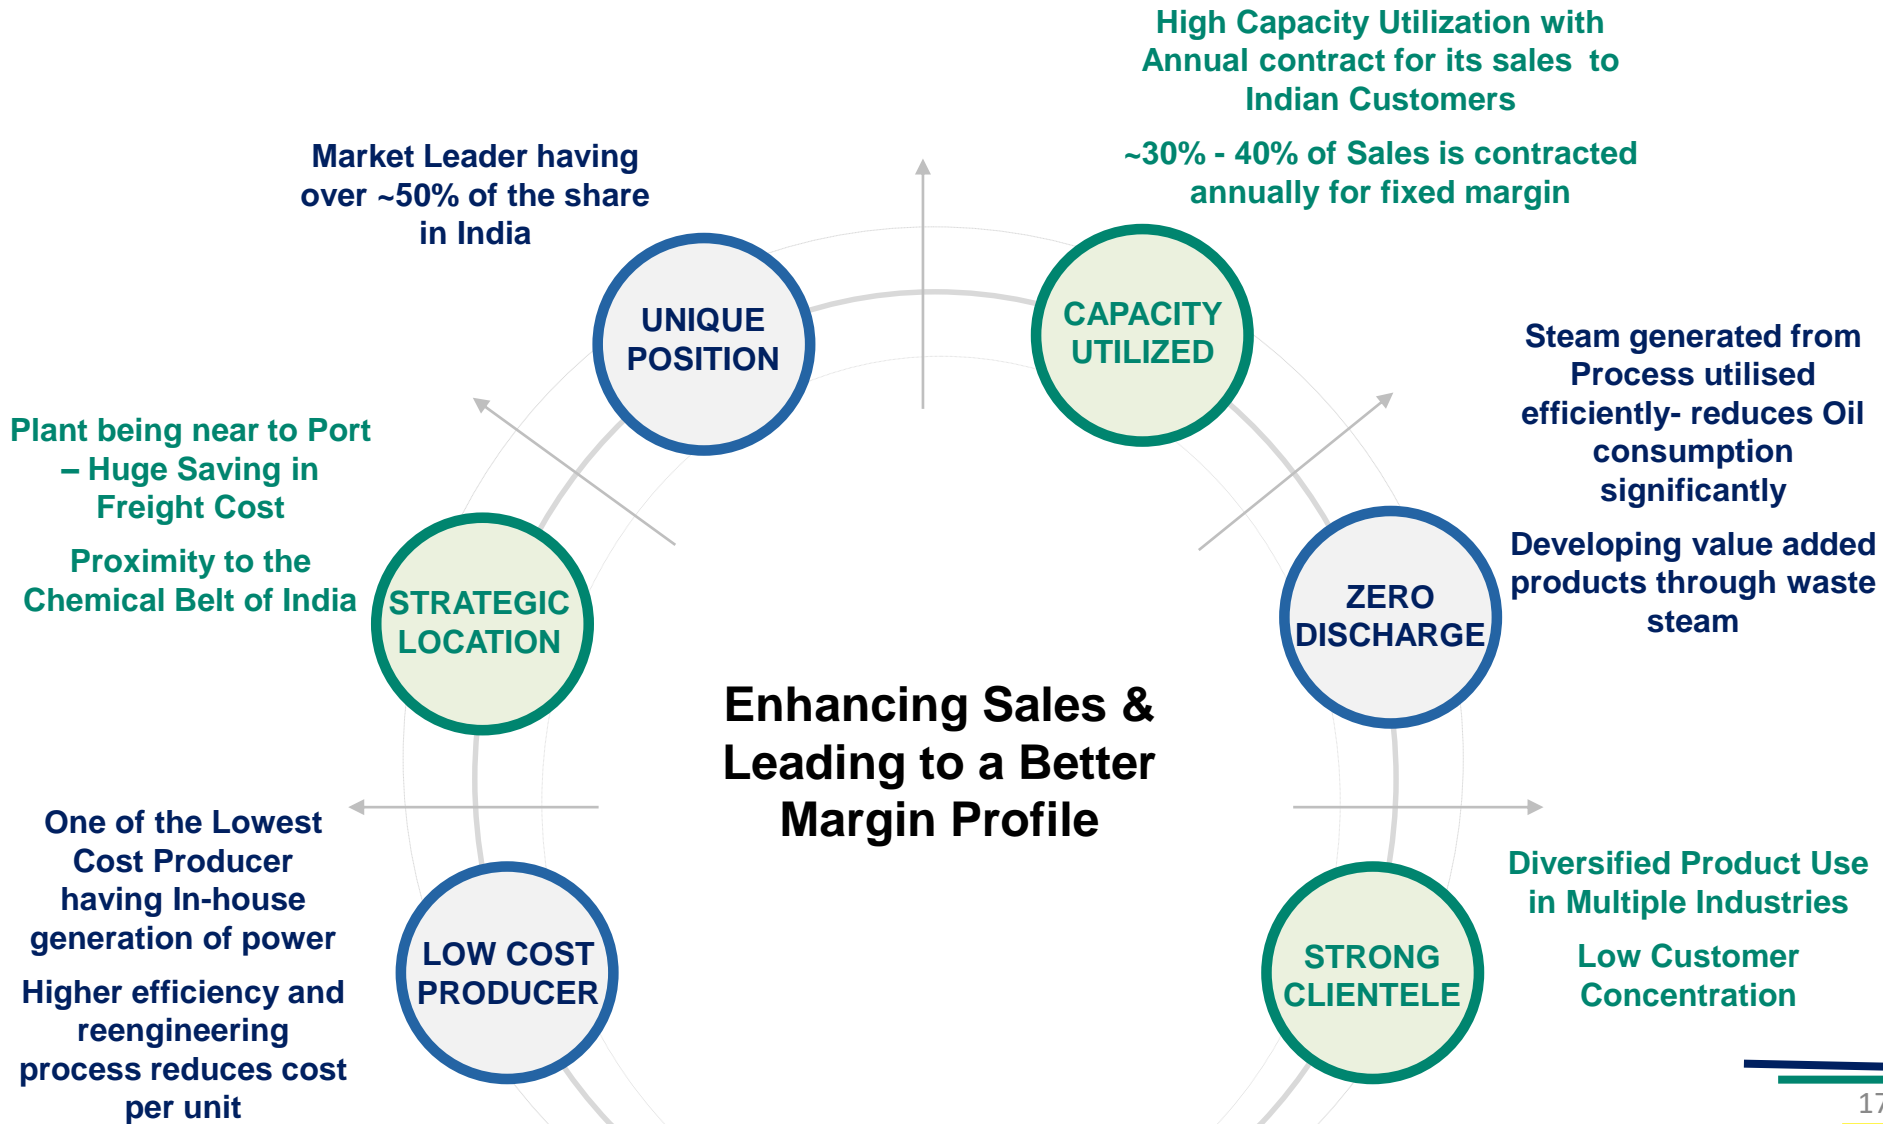 High Capacity Utilization with
Annual contract for its sales to
Indian Customers
~30% - 40% of Sales is contracted
annually for fixed margin
Market Leader having
over ~50% of the share
in India
UNIQUE
POSITION
CAPACITY
UTILIZED
Steam generated from
Process utilised
efficiently- reduces Oil
consumption
significantly
Developing value added
products through waste
steam
Plant being near to Port
– Huge Saving in
Freight Cost
Proximity to the
Chemical Belt of India
STRATEGIC
LOCATION
ZERO
DISCHARGE
Enhancing Sales &
Leading to a Better
Margin Profile
One of the Lowest
Cost Producer
having In-house
generation of power
Higher efficiency and
reengineering
process reduces cost
per unit
LOW COST
PRODUCER
STRONG
CLIENTELE
Diversified Product Use
in Multiple Industries
Low Customer
Concentration
17